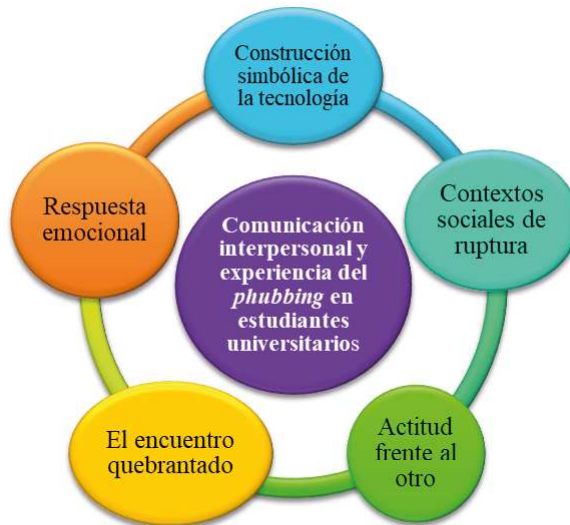 Construcción
simbólica de
la tecnología
Contextos
sociales de
ruptura
Actitud
frente al
otro
El encuentro
quebrantado
Respuesta
emocional
Comunicación
interpersonal y
experiencia del
phubbing en
estudiantes
universitarios